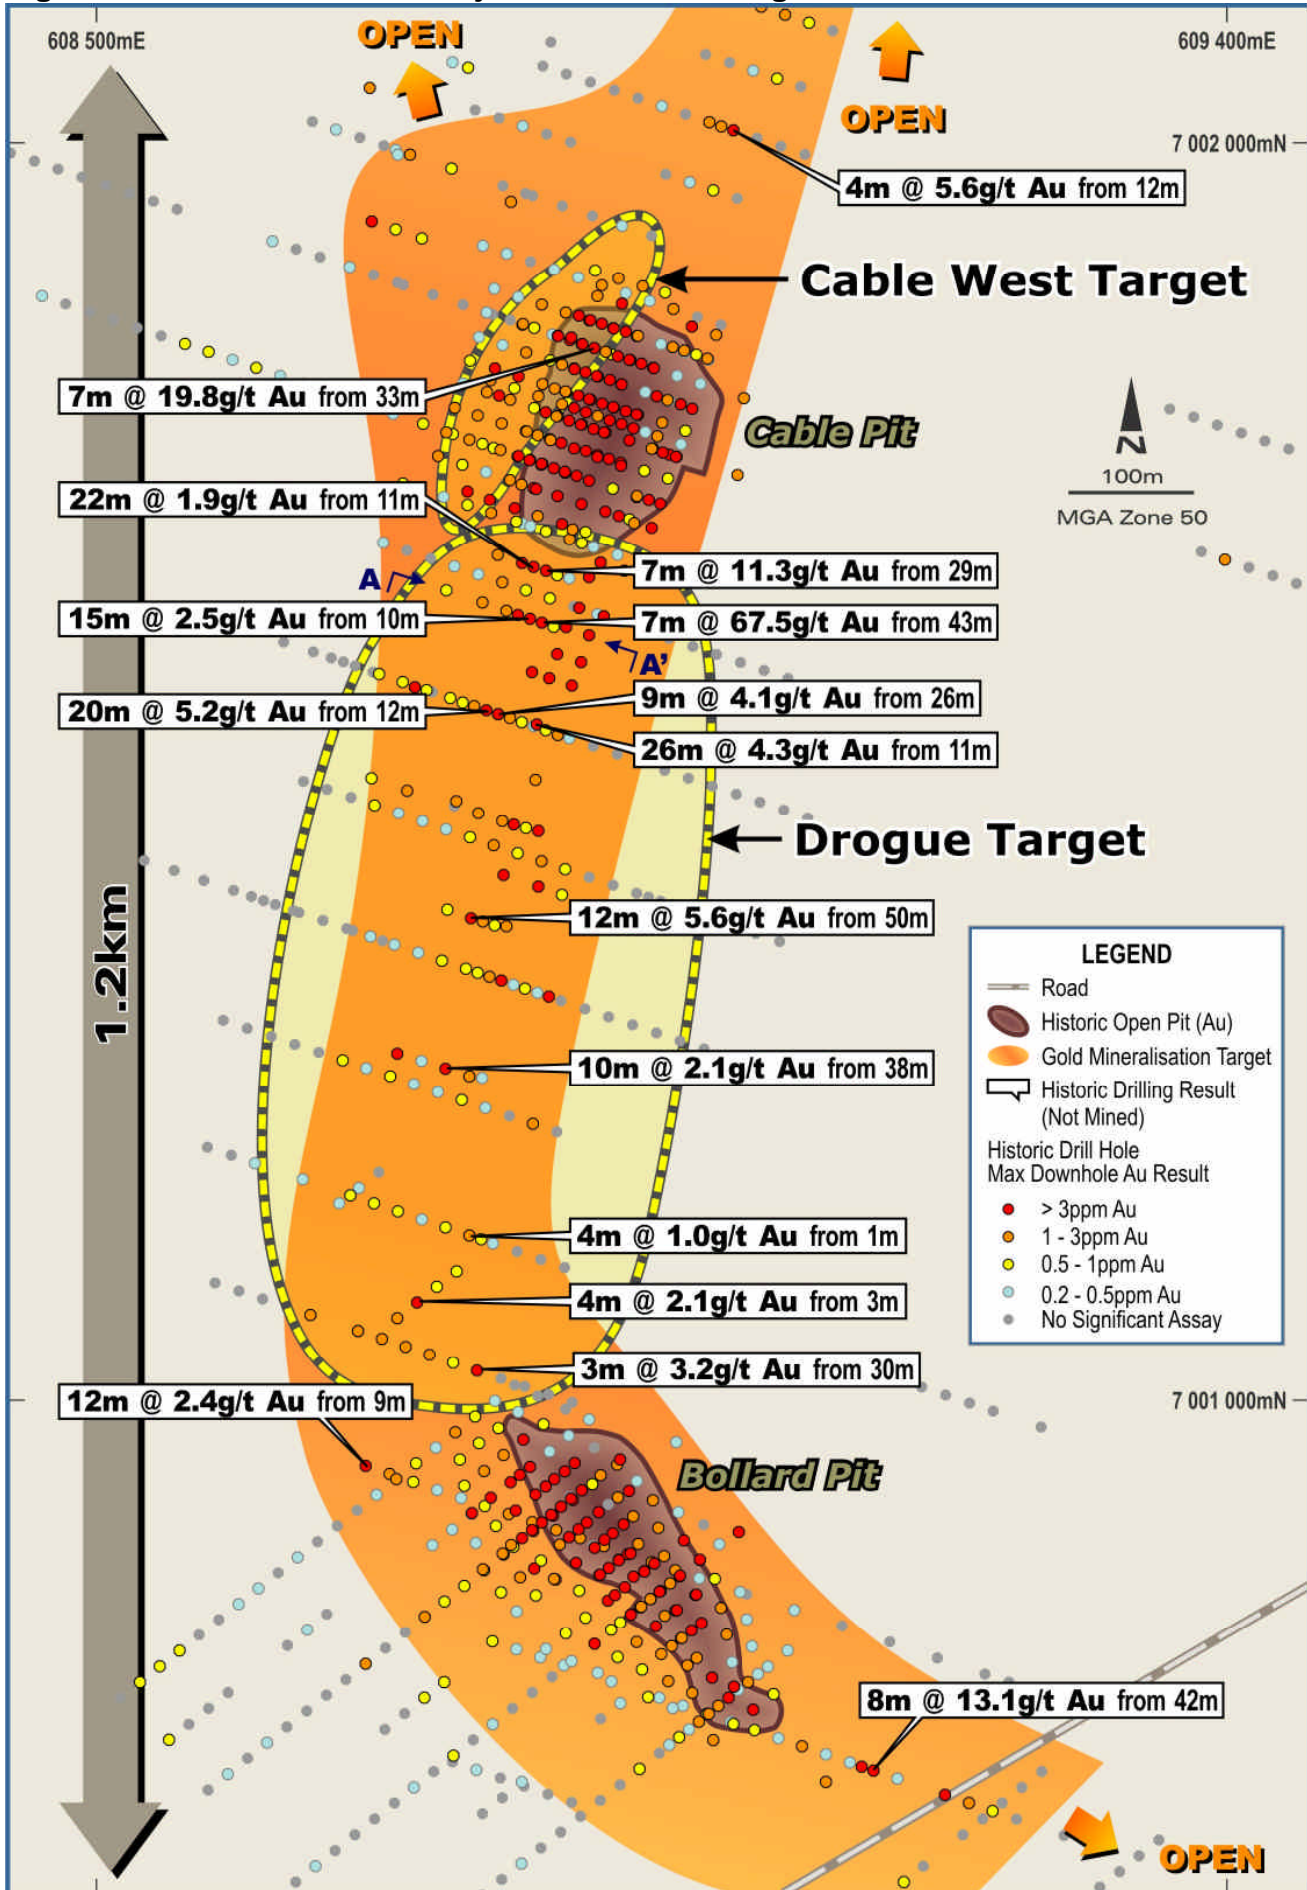 608 500mE
OPEN
609 400mE
OPEN
7 002 000mN
4m @ 5.6g/t Au from 12m
Cable West Target
7m @ 19.8g/t Au from 33m
Cable Pit
N
100m
MGA Zone 50
22m @ 1.9g/t Au from 11m
7m @ 11.3g/t Au from 29m
A
15m @ 2.5g/t Au from 10m
7m @ 67.5g/t Au from 43m
A'
9m @ 4.1g/t Au from 26m
20m @ 5.2g/t Au from 12m
26m @ 4.3g/t Au from 11m
Drogue Target
1.2km
12m @ 5.6g/t Au from 50m
10m @ 2.1g/t Au from 38m
4m @ 1.0g/t Au from 1m
4m @ 2.1g/t Au from 3m
3m @ 3.2g/t Au from 30m
LEGEND
Road
Historic Open Pit (Au)
Gold Mineralisation Target
Historic Drilling Result
(Not Mined)
Historic Drill Hole
Max Downhole Au Result
> 3ppm Au
1 - 3ppm Au
0.5 - 1ppm Au
0.2 - 0.5ppm Au
No Significant Assay
12m @ 2.4g/t Au from 9m
7 001 000mN
Bollard Pit
8m @ 13.1g/t Au from 42m
OPEN